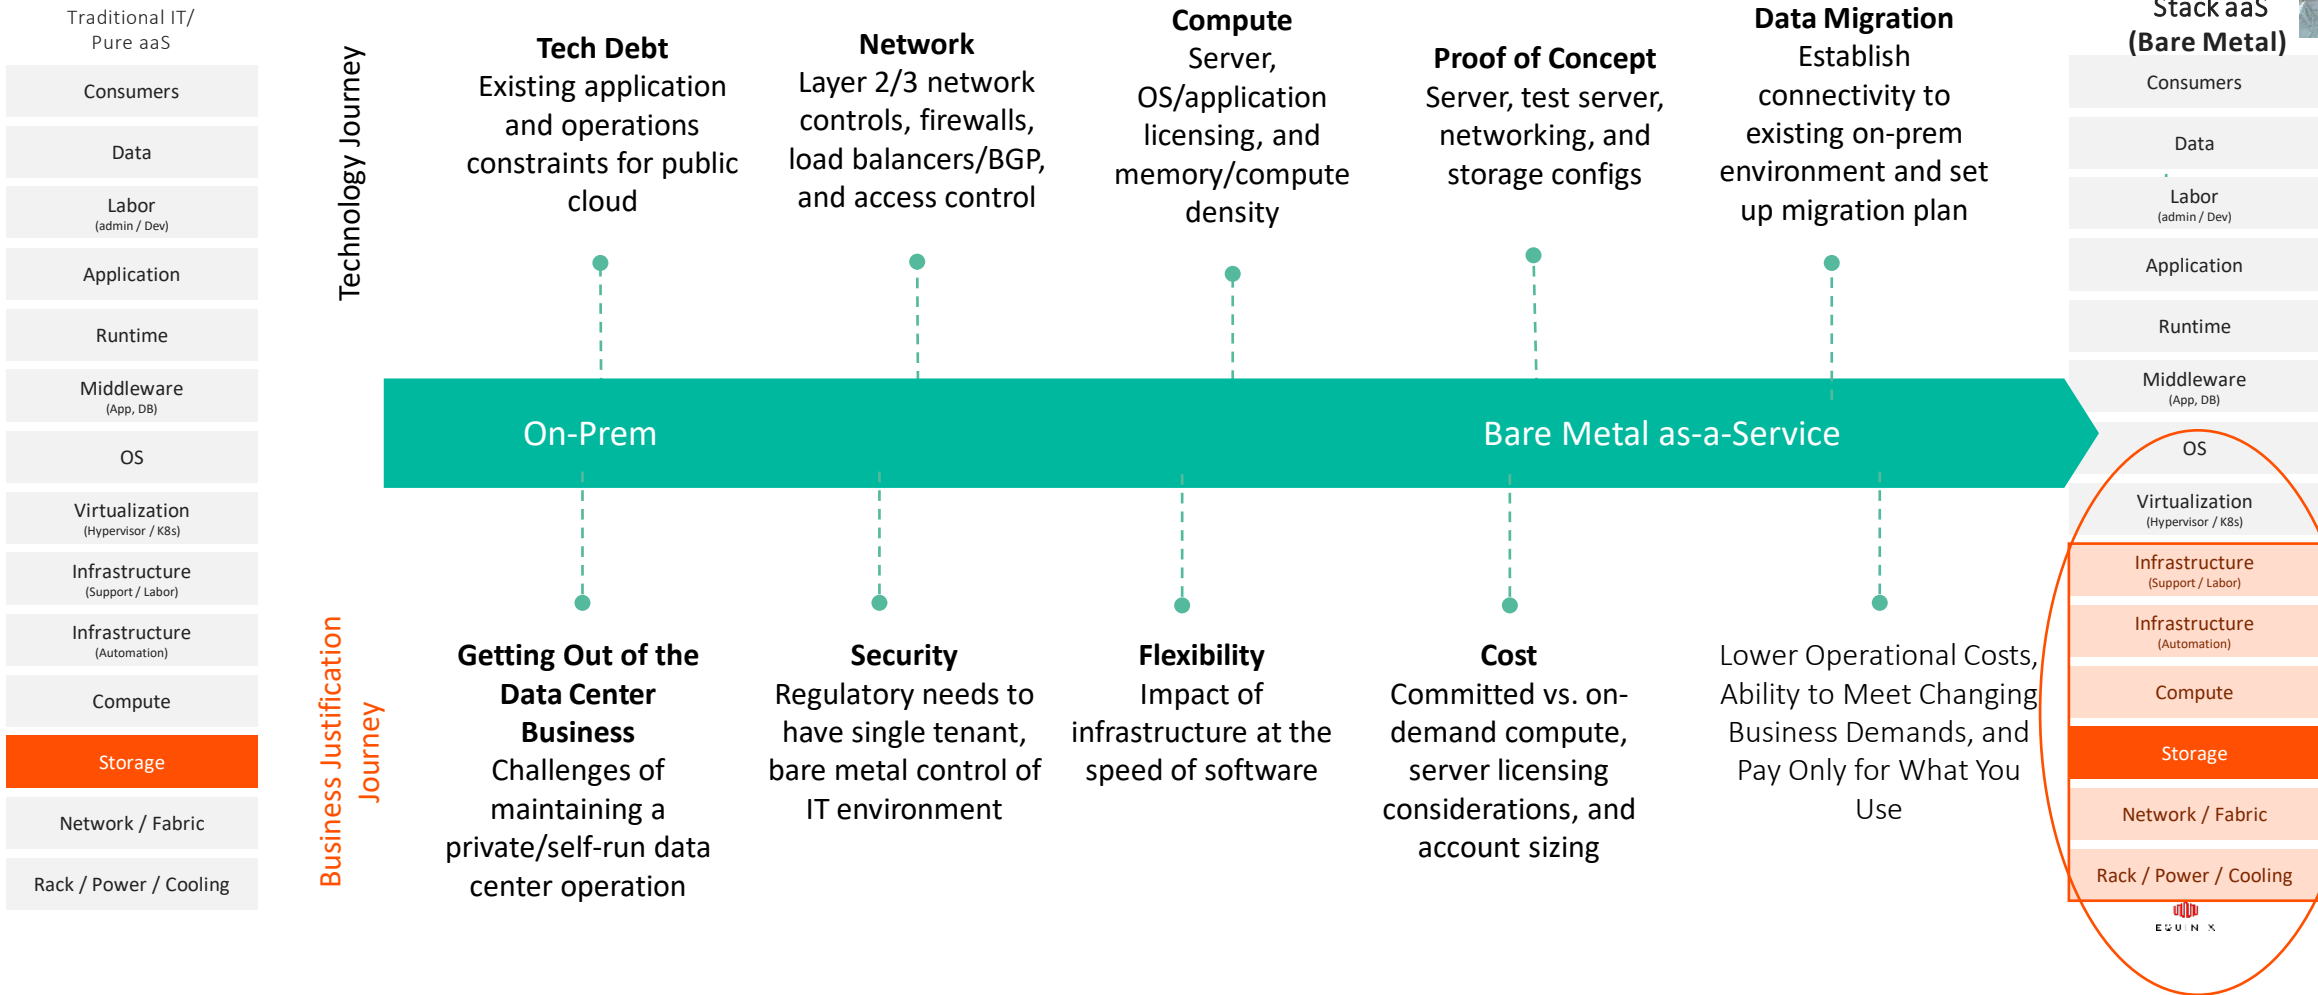 Traditional IT/
Pure aaS
Consumers
Data
Labor
(admin / Dev)
Application
Runtime
Middleware
(App, DB)
OS
Virtualization
(Hypervisor / K8s)
Infrastructure
(Support / Labor)
Infrastructure
(Automation)
Compute
Storage
Network / Fabric
Rack / Power / Cooling
Technology Journey
Tech Debt
Existing application
and operations
constraints for public
cloud
Network
Layer 2/3 network
controls, firewalls,
load balancers/BGP,
and access control
Compute
Server,
OS/application
licensing, and
memory/compute
density
Proof of Concept
Server, test server,
networking, and
storage configs
Data Migration
Establish
connectivity to
existing on-prem
environment and set
up migration plan
On-Prem
Bare Metal as-a-Service
Business Justification
Journey
Getting Out of the
Data Center
Business
Challenges of
maintaining a
private/self-run data
center operation
Security
Regulatory needs to
have single tenant,
bare metal control of
IT environment
Flexibility
Impact of
infrastructure at the
speed of software
Cost
Committed vs. on-
demand compute,
server licensing
considerations, and
account sizing
Lower Operational Costs,
Ability to Meet Changing
Business Demands, and
Pay Only for What You
Use
Stack aaS
(Bare Metal)
Consumers
Data
Labor
(admin / Dev)
Application
Runtime
Middleware
(App, DB)
OS
Virtualization
(Hypervisor / K8s)
Infrastructure
(Support / Labor)
Infrastructure
(Automation)
Compute
Storage
Network / Fabric
Rack / Power / Cooling
EQUINIX